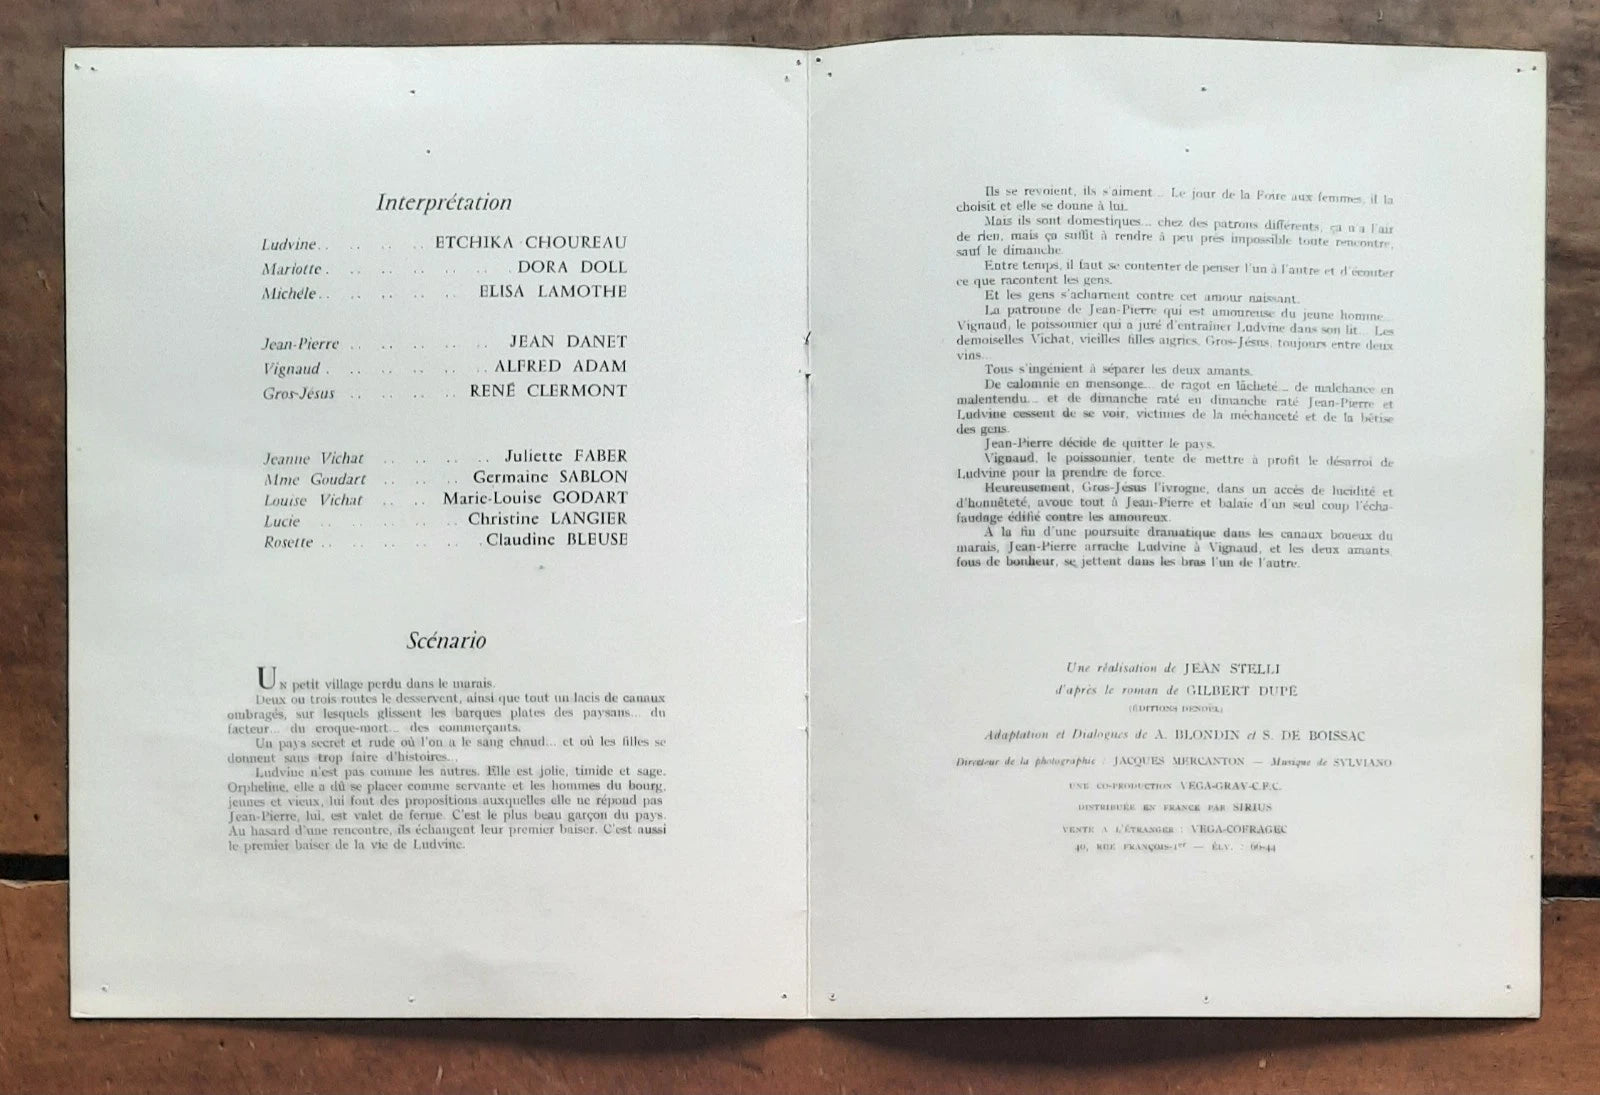 Interprétation
Ludvine . . . . . . . . ETCHIKA CHOUREAU
Mariotte . . . . . . . . . . DORA DOLL
Michèle . . . . . . . . . . ELISA LAMOTHE
Jean-Pierre . . . . . . . . . . JEAN DANET
Vignaud . . . . . . . . . . ALFRED ADAM
Gros-Jésus . . . . . . . . RENÉ CLERMONT
Jeanne Vichat . . . . . . . Juliette FABER
Mme Goudart . . . . . . Germaine SABLON
Louise Vichat . . . . Marie-Louise GODART
Lucie . . . . . . . . Christine LANGIER
Rosette . . . . . . . . . Claudine BLEUSE
Scénario
UN petit village perdu dans le marais.
Deux ou trois routes le desservent, ainsi que tout un lacis de canaux
ombragés, sur lesquels glissent les barques plates des paysans... du
facteur... du croque-mort... des commerçants.
Un pays secret et rude où l'on a le sang chaud... et où les filles se
donnent sans trop faire d'histoires...
Ludvine n'est pas comme les autres. Elle est jolie, timide et sage.
Orpheline, elle a dû se placer comme servante et les hommes du bourg,
jeunes et vieux, lui font des propositions auxquelles elle ne répond pas
Jean-Pierre, lui, est valet de ferme. C'est le plus beau garçon du pays.
Au hasard d'une rencontre, ils échangent leur premier baiser. C'est aussi
le premier baiser de la vie de Ludvine.
Ils se revoient, ils s'aiment... Le jour de la Foire aux femmes, il la
choisit et elle se donne à lui.
Mais ils sont domestiques... chez des patrons différents, ça n'a l'air
de rien, mais ça suffit à rendre à peu près impossible toute rencontre,
sauf le dimanche.
Entre temps, il faut se contenter de penser l'un à l'autre et d'écouter
ce que racontent les gens.
Et les gens s'acharnent contre cet amour naissant.
La patronne de Jean-Pierre qui est amoureuse du jeune homme...
Vignaud, le poissonnier qui a juré d'entraîner Ludvine dans son lit... Les
demoiselles Vichat, vieilles filles aigries, Gros-Jésus, toujours entre deux
vins...
Tous s'ingénient à séparer les deux amants.
De calomnie en mensonge... de ragot en lâcheté... de malchance en
malentendu... et de dimanche raté en dimanche raté Jean-Pierre et
Ludvine cessent de se voir, victimes de la méchanceté et de la bêtise
des gens.
Jean-Pierre décide de quitter le pays.
Vignaud, le poissonnier, tente de mettre à profit le désarroi de
Ludvine pour la prendre de force.
Heureusement, Gros-Jésus l'ivrogne, dans un accès de lucidité et
d'honnêteté, avoue tout à Jean-Pierre et balaie d'un seul coup l'écha-
faudage édifié contre les amoureux.
A la fin d'une poursuite dramatique dans les canaux boueux du
marais, Jean-Pierre arrache Ludvine à Vignaud, et les deux amants
fous de bonheur, se jettent dans les bras l'un de l'autre.
Une réalisation de JEAN STELLI
d'après le roman de GILBERT DUPÉ
(ÉDITIONS DENOËL)
Adaptation et Dialogues de A. BLONDIN et S. DE BOISSAC
Directeur de la photographie : JACQUES MERCANTON — Musique de SYLVIANO
UNE CO-PRODUCTION VEGA-GRAY-C.F.C.
DISTRIBUÉE EN FRANCE PAR SIRIUS
VENTE A L'ÉTRANGER : VEGA-COFRAGEC
40, RUE FRANÇOIS-1er — ÉLY. : 66-44